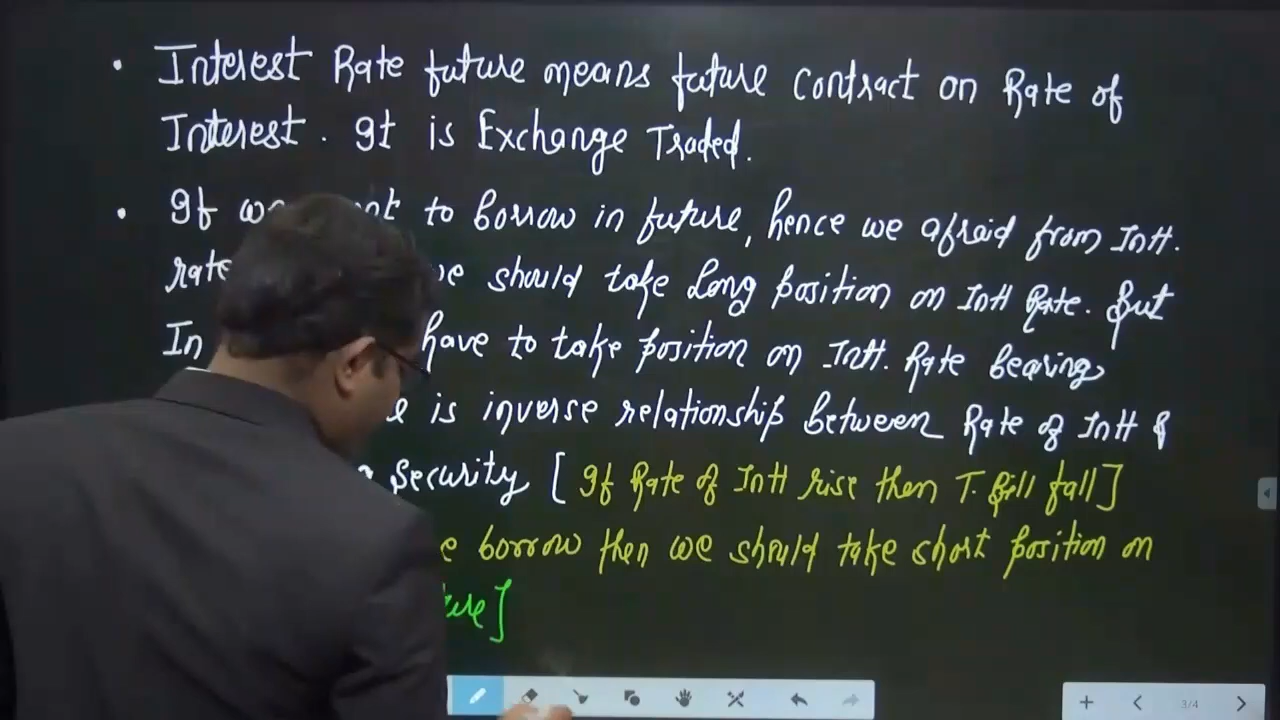 • Interest Rate future means future Contract on Rate of
Interest. It is Exchange Traded.
• If we to borrow in future, hence we afraid from Intt.
rate should take long position on Intt Rate. But
In have to take position on Intt. Rate bearing
is inverse relationship between Rate of Intt &
Security [ If Rate of Intt rise then T. Bill fall]
borrow then we should take short position on
3/4